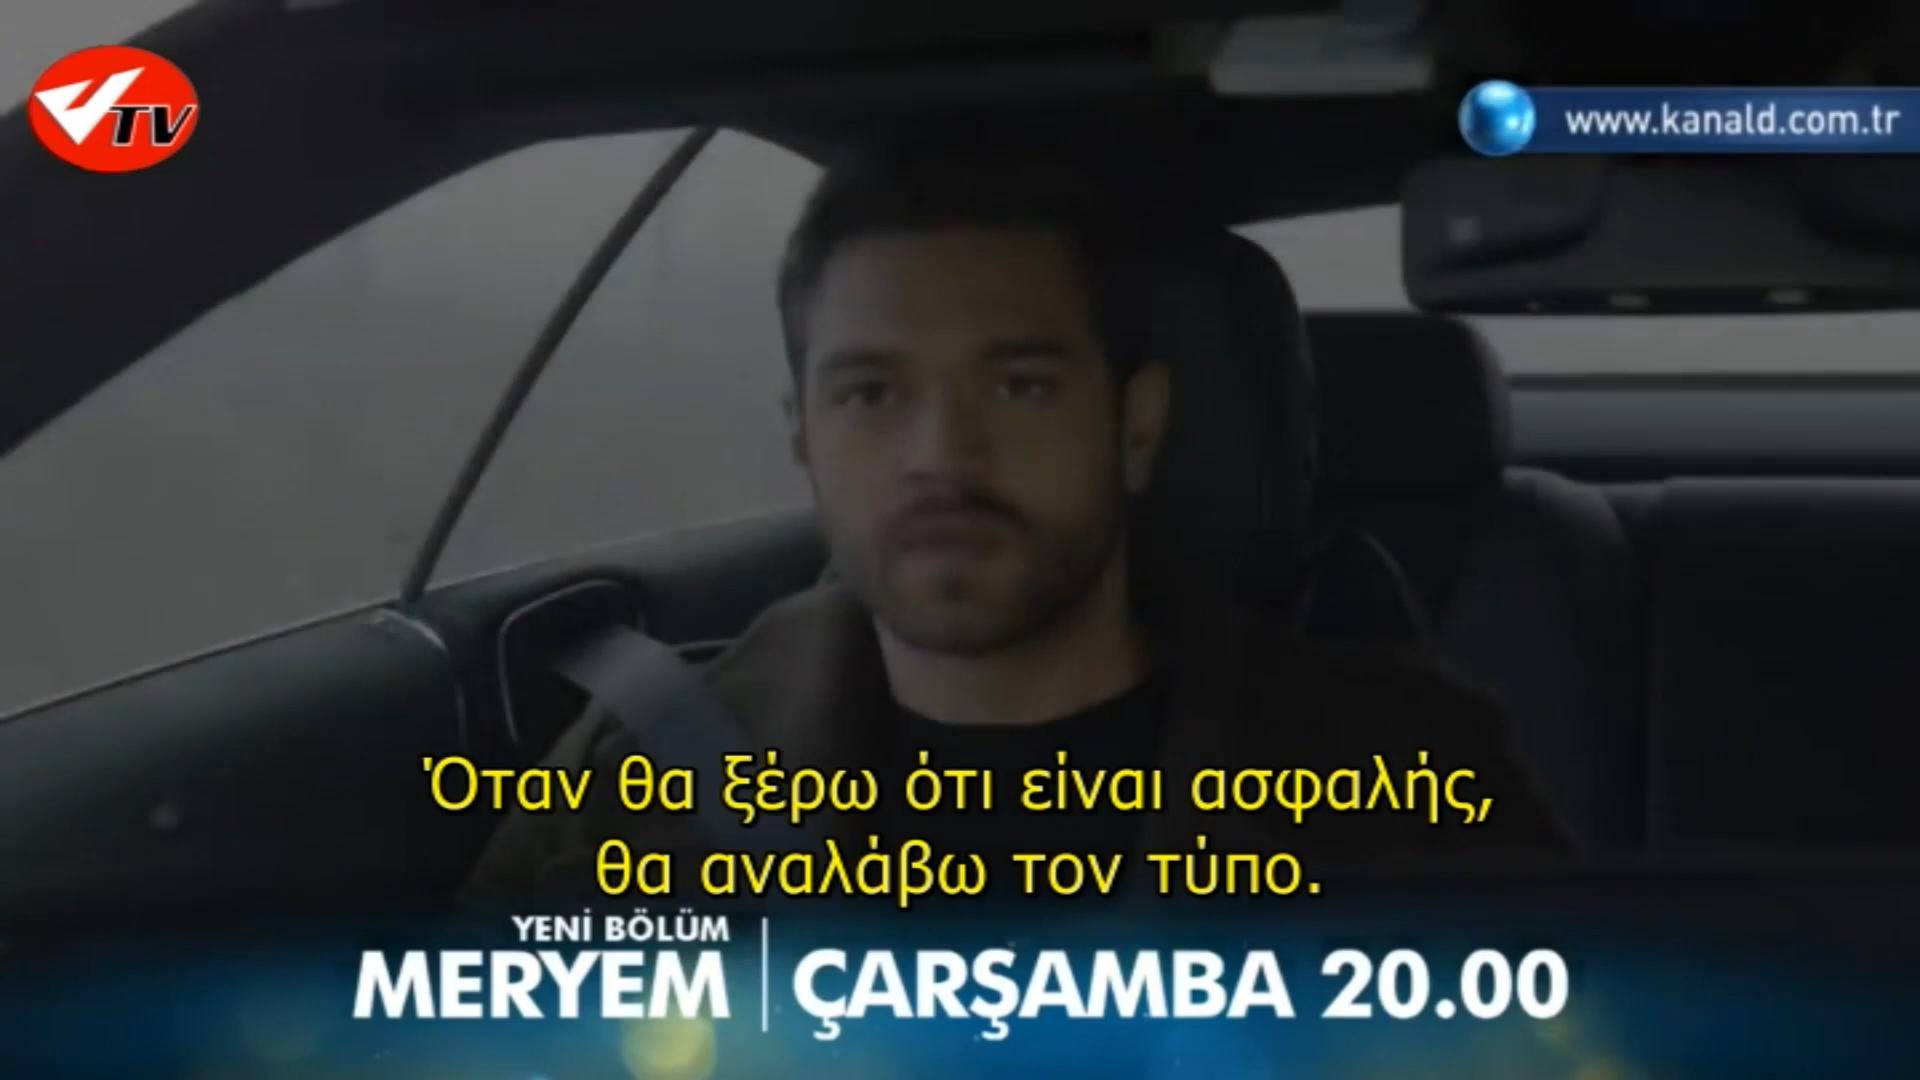 UTV
www.kanald.com.tr
Όταν θα ξέρω ότι είναι ασφαλής,
θα αναλάβω τον τύπο.
YENİ BÖLÜM
MERYEM
ÇARŞAMBA 20.00